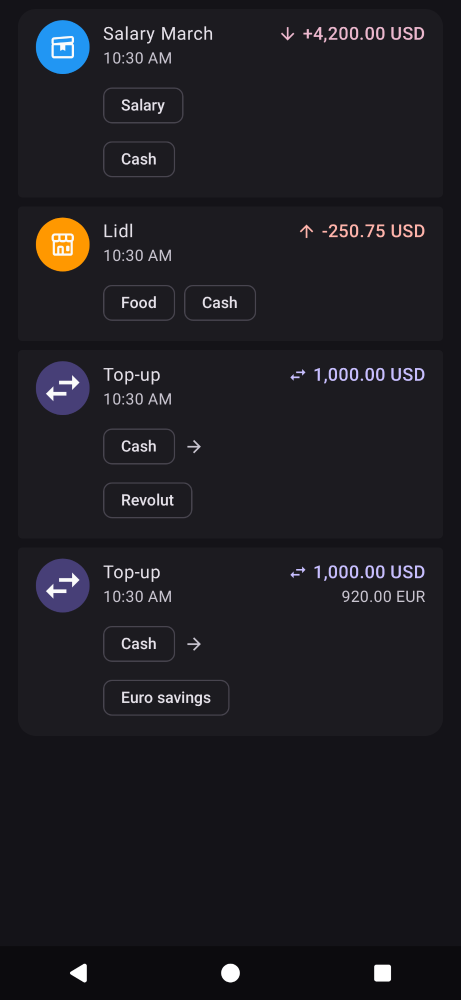 Salary March
+4,200.00 USD
10:30 AM
Salary
Cash
Lidl
-250.75 USD
10:30 AM
Food
Cash
Top-up
1,000.00 USD
10:30 AM
Cash
Revolut
Top-up
1,000.00 USD
10:30 AM
920.00 EUR
Cash
Euro savings